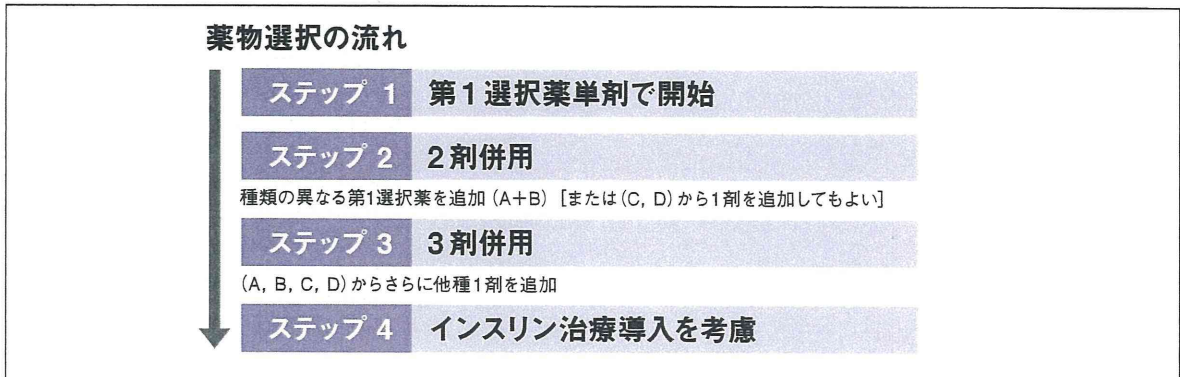 薬物選択の流れ
ステップ 1 第1選択薬単剤で開始
ステップ 2 2剤併用
種類の異なる第1選択薬を追加(A+B)[または(C, D)から1剤を追加してもよい]
ステップ 3 3剤併用
(A, B, C, D)からさらに他種1剤を追加
ステップ 4 インスリン治療導入を考慮